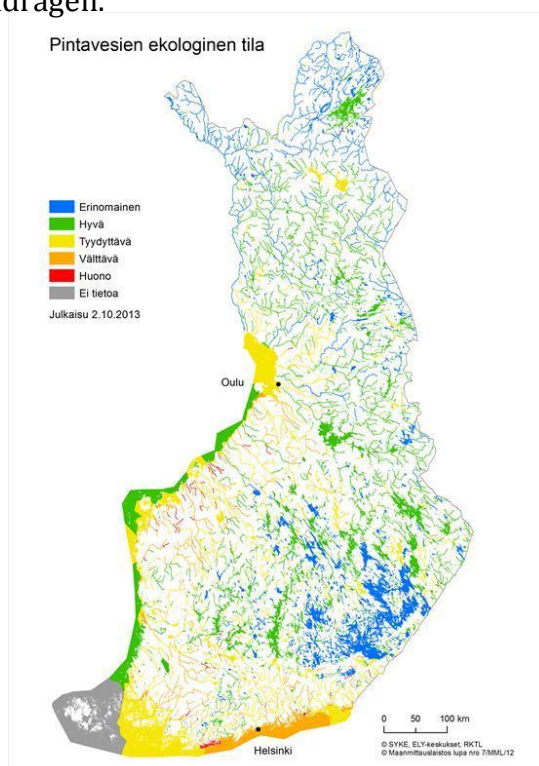 ndragen.
Pintavesien ekologinen tila
Erinomainen
Hyvä
Tyydyttävä
Välttävä
Huono
Ei tietoa
Julkaisu 2.10.2013
Oulu
Helsinki
0 50 100 km
© SYKE, ELY-keskukset, RKTL
© Maanmittauslaitos lupa nro 7/MML/12